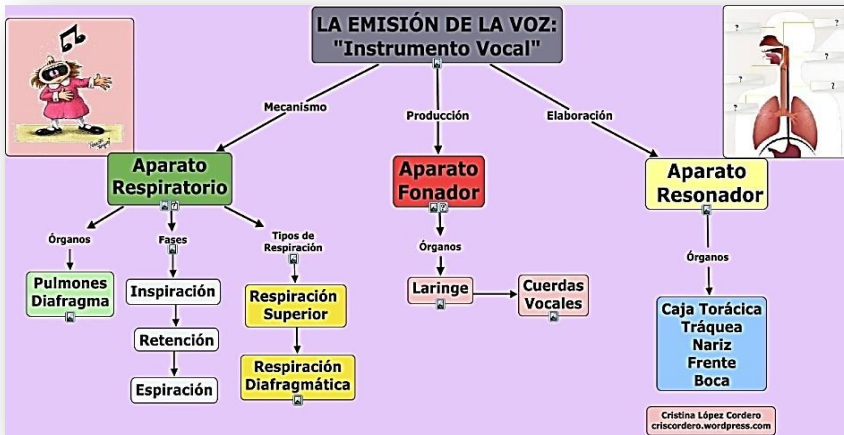 LA EMISIÓN DE LA VOZ:
"Instrumento Vocal"
Mecanismo
Producción
Elaboración
Aparato
Respiratorio
Aparato
Fonador
Aparato
Resonador
Órganos
Fases
Tipos de
Respiración
Órganos
Órganos
Pulmones
Diafragma
Inspiración
Retención
Espiración
Respiración
Superior
Respiración
Diafragmática
Laringe
Cuerdas
Vocales
Caja Torácica
Tráquea
Nariz
Frente
Boca
Cristina López Cordero
criscordero.wordpress.com
?
?
?
?
?
?